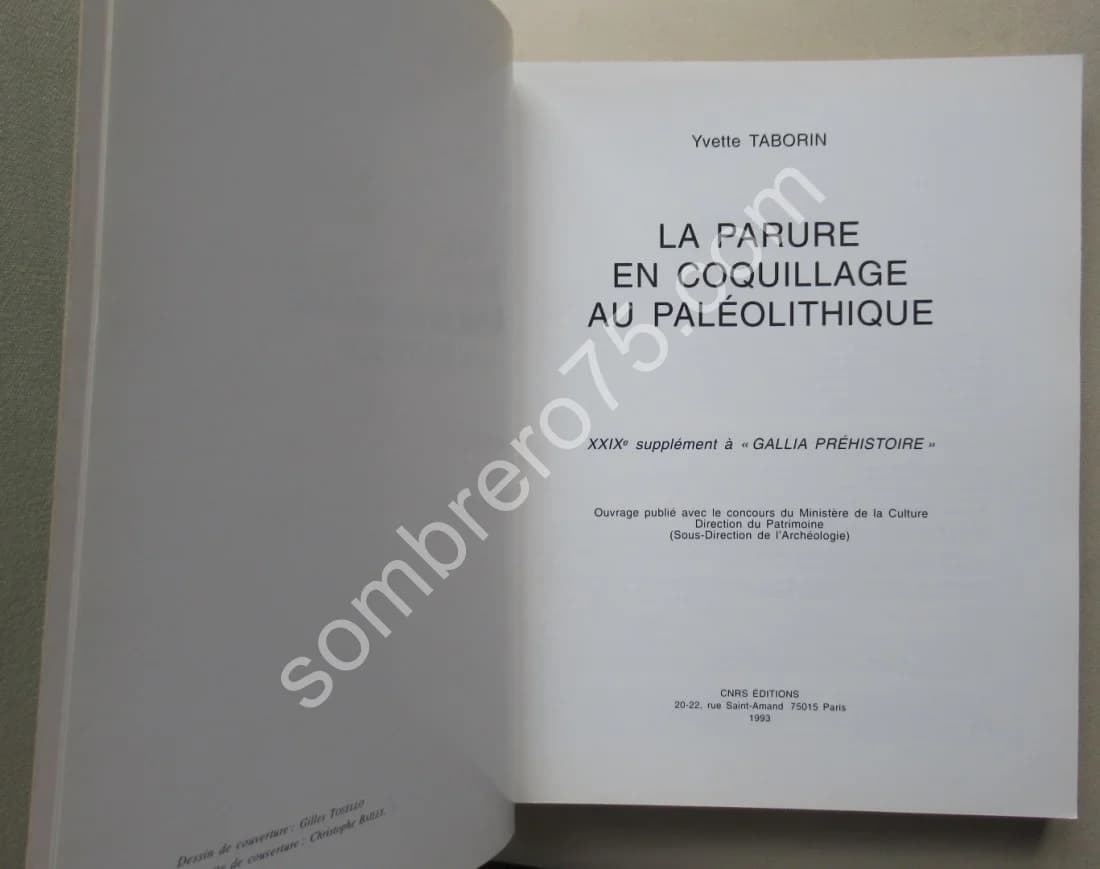 Dessin de couverture : Gilles TOSELLO
de couverture : Christophe BAILLY.
Yvette TABORIN
LA PARURE
EN COQUILLAGE
AU PALÉOLITHIQUE
XXIXe supplément à « GALLIA PRÉHISTOIRE »
Ouvrage publié avec le concours du Ministère de la Culture
Direction du Patrimoine
(Sous-Direction de l'Archéologie)
CNRS ÉDITIONS
20-22, rue Saint-Amand 75015 Paris
1993
sombrero75.com